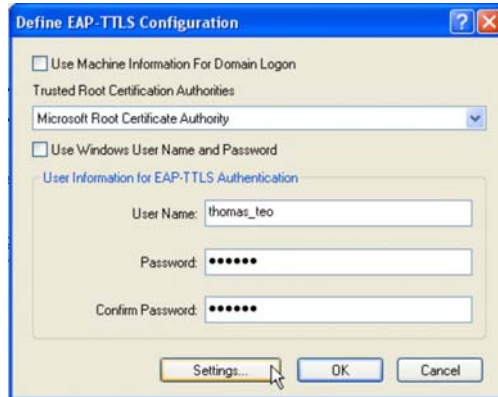 Define EAP-TTLS Configuration
Use Machine Information For Domain Logon
Trusted Root Certification Authorities
Microsoft Root Certificate Authority
Use Windows User Name and Password
User Information for EAP-TTLS Authentication
User Name: thomas_teo
Password: ••••••
Confirm Password: ••••••
Settings... OK Cancel